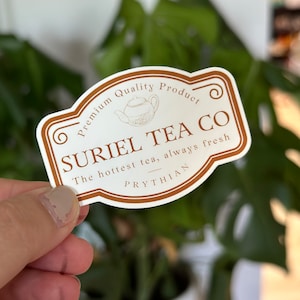 Premium Quality Product
SURIEL TEA CO
The hottest tea, always fresh
PRYTHIAN